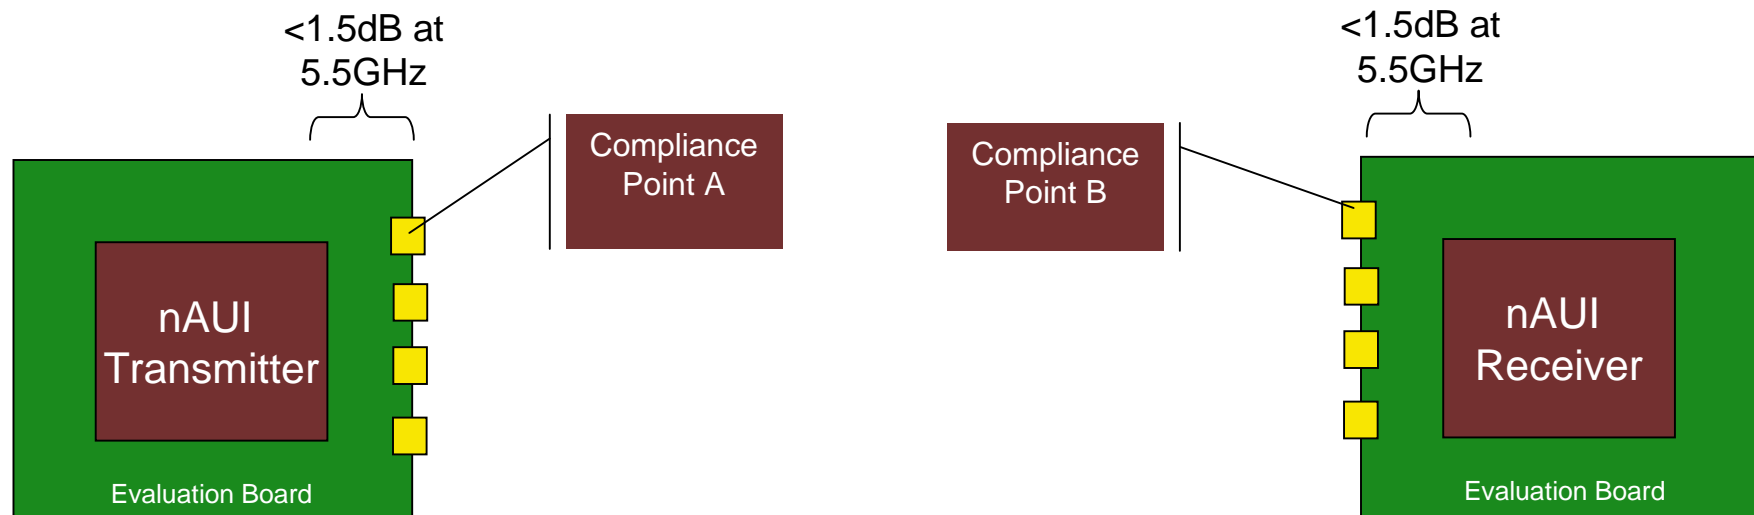 <1.5dB at
5.5GHz
Compliance
Point A
nAUI
Transmitter
Evaluation Board
<1.5dB at
5.5GHz
Compliance
Point B
nAUI
Receiver
Evaluation Board